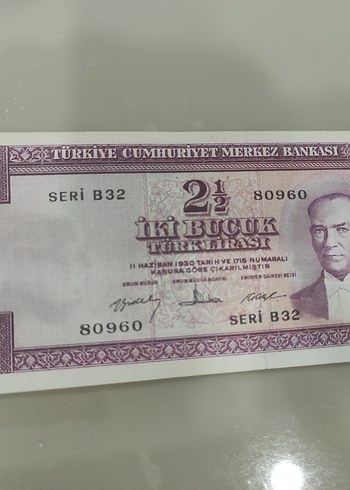 TÜRKİYE CUMHURİYET MERKEZ BANKASI
SERİ B32
2½
80960
İKİ BUÇUK
TÜRK LİRASI
11 HAZİRAN 1930 TARİH VE 1715 NUMARALI
KANUNA GÖRE ÇIKARILMIŞTIR
80960
SERİ B32